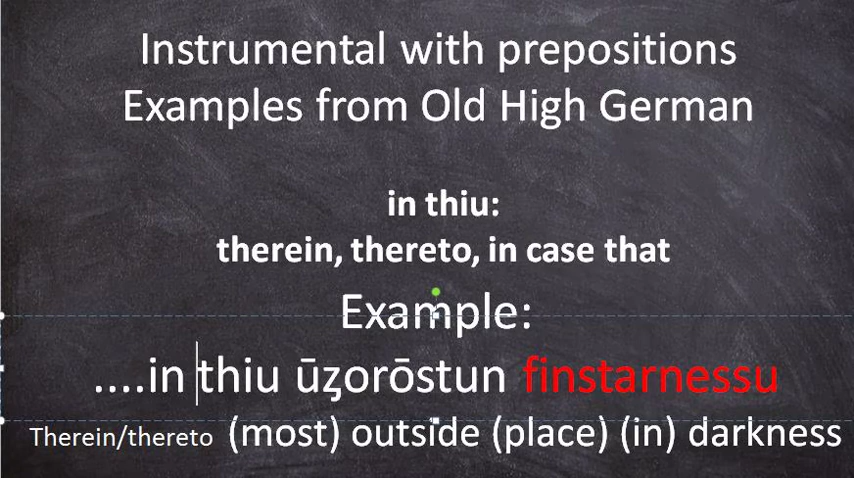 Instrumental with prepositions
Examples from Old High German
in thiu:
therein, thereto, in case that
Example:
....in thiu ūʒorōstun finstarnessu
Therein/thereto (most) outside (place) (in) darkness